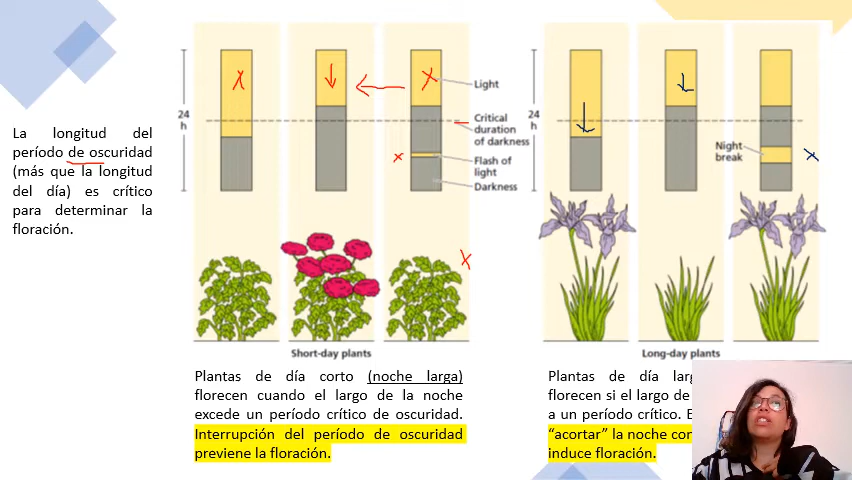 La longitud del
período de oscuridad
(más que la longitud
del día) es crítico
para determinar la
floración.
24
h
Light
Critical
duration
of darkness
Flash of
light
Darkness
Short-day plants
Plantas de día corto (noche larga)
florecen cuando el largo de la noche
excede un período crítico de oscuridad.
Interrupción del período de oscuridad
previene la floración.
24
h
Night
break
Long-day plants
Plantas de día
florecen si el largo de
a un período crítico.
“acortar” la noche
induce floración.